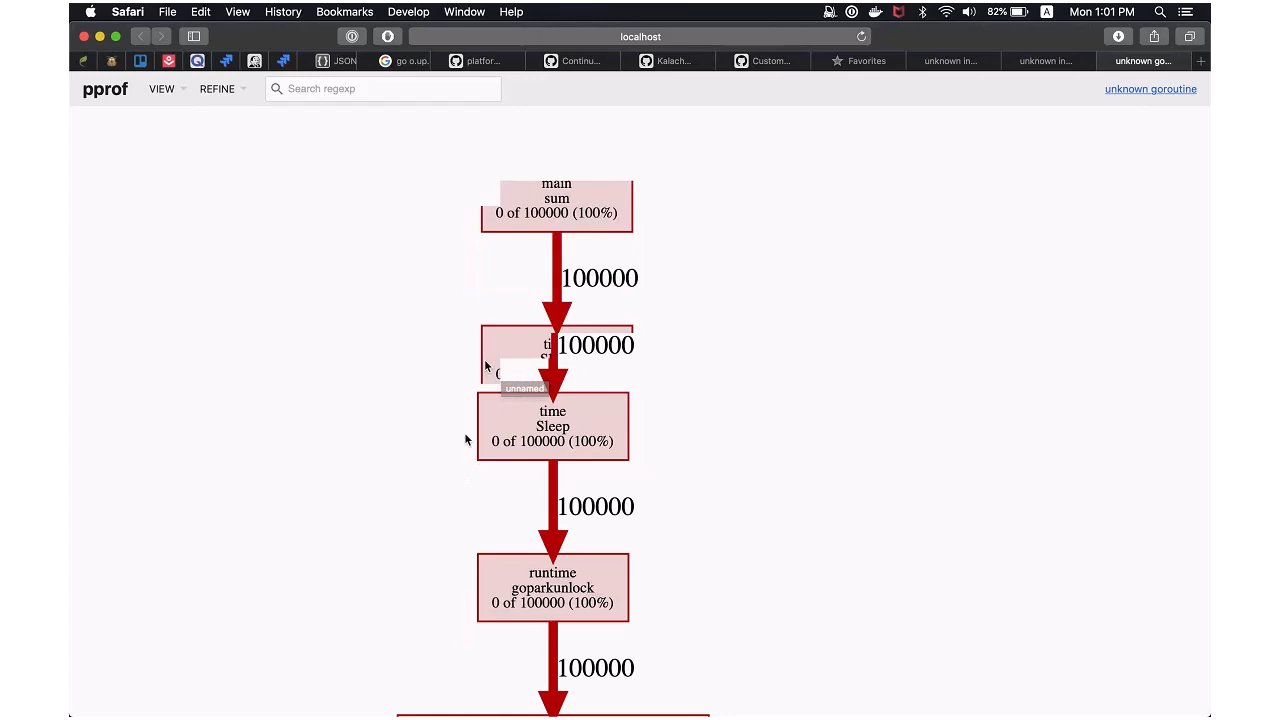 Safari File Edit View History Bookmarks Develop Window Help 82% A Mon 1:01 PM
localhost
JSON go o.up. platfor... Continu... Kalach... Custom... Favorites unknown in... unknown in... unknown go...
pprof VIEW REFINE Search regexp unknown goroutine
main
sum
0 of 100000 (100%)
100000
100000
unnamed
time
Sleep
0 of 100000 (100%)
100000
runtime
goparkunlock
0 of 100000 (100%)
100000